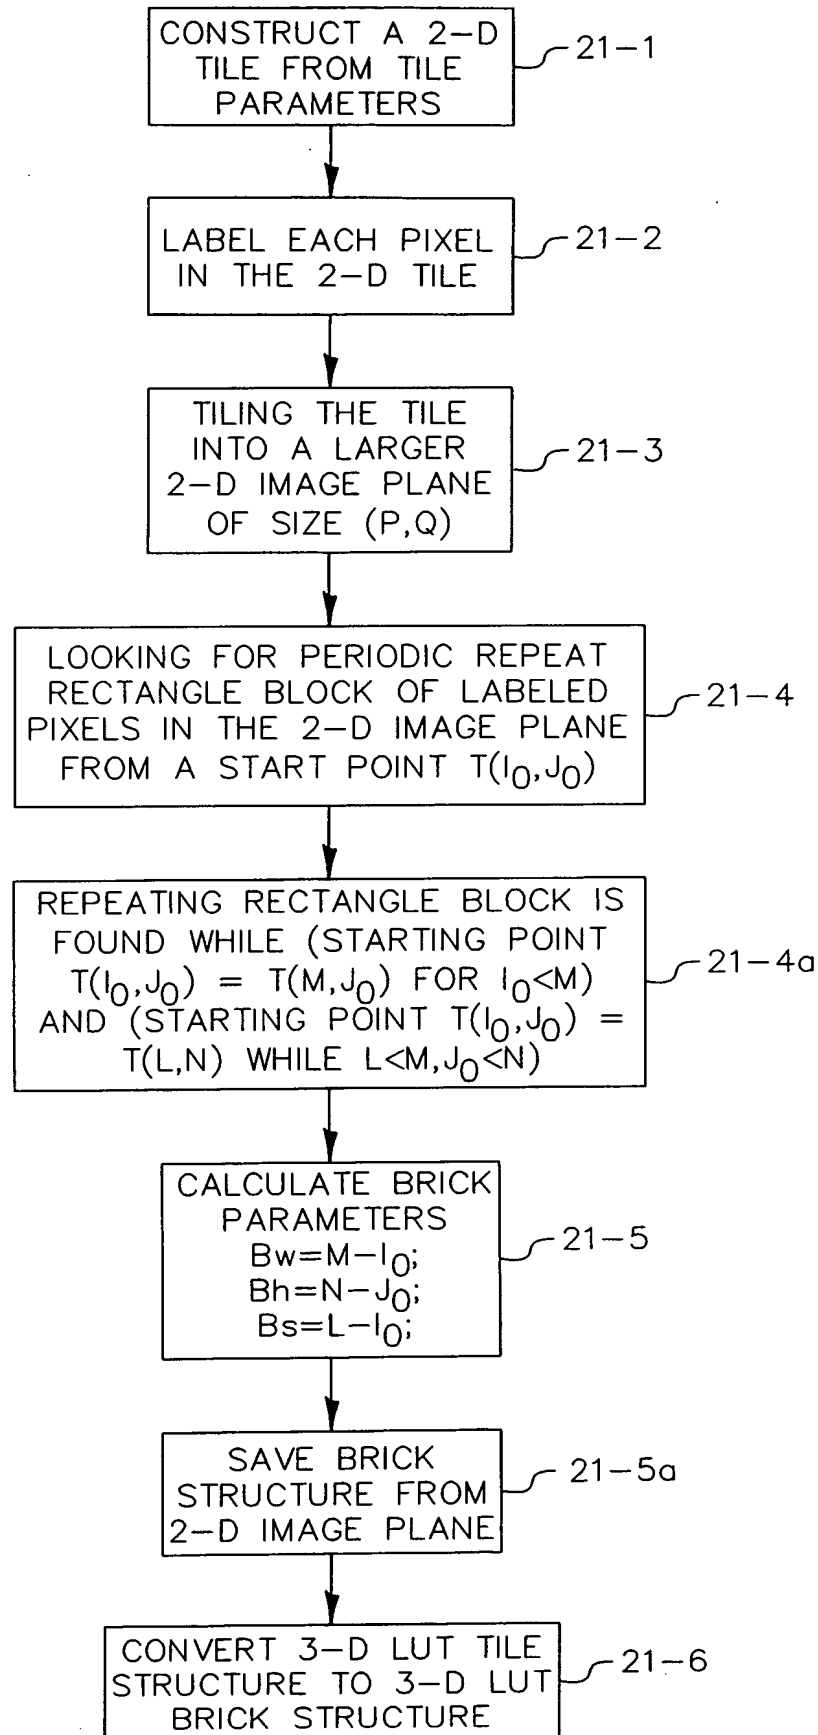 CONSTRUCT A 2-D
TILE FROM TILE
PARAMETERS
21-1
LABEL EACH PIXEL
IN THE 2-D TILE
21-2
TILING THE TILE
INTO A LARGER
2-D IMAGE PLANE
OF SIZE (P,Q)
21-3
LOOKING FOR PERIODIC REPEAT
RECTANGLE BLOCK OF LABELED
PIXELS IN THE 2-D IMAGE PLANE
FROM A START POINT T(I0,J0)
21-4
REPEATING RECTANGLE BLOCK IS
FOUND WHILE (STARTING POINT
T(I0,J0) = T(M,J0) FOR I0<M)
AND (STARTING POINT T(I0,J0) =
T(L,N) WHILE L<M,J0<N)
21-4a
CALCULATE BRICK
PARAMETERS
Bw=M-I0;
Bh=N-J0;
Bs=L-I0;
21-5
SAVE BRICK
STRUCTURE FROM
2-D IMAGE PLANE
21-5a
CONVERT 3-D LUT TILE
STRUCTURE TO 3-D LUT
BRICK STRUCTURE
21-6